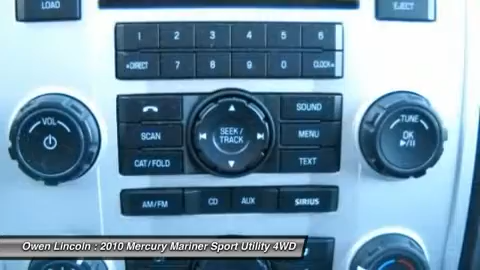 LOAD
EJECT
1 2 3 4 5 6
◂DIRECT 7 8 9 0 CLOCK▸
VOL
SCAN
CAT/FOLD
SEEK/
TRACK
SOUND
MENU
TEXT
TUNE
OK
AM/FM CD AUX SIRIUS
Owen Lincoln : 2010 Mercury Mariner Sport Utility 4WD